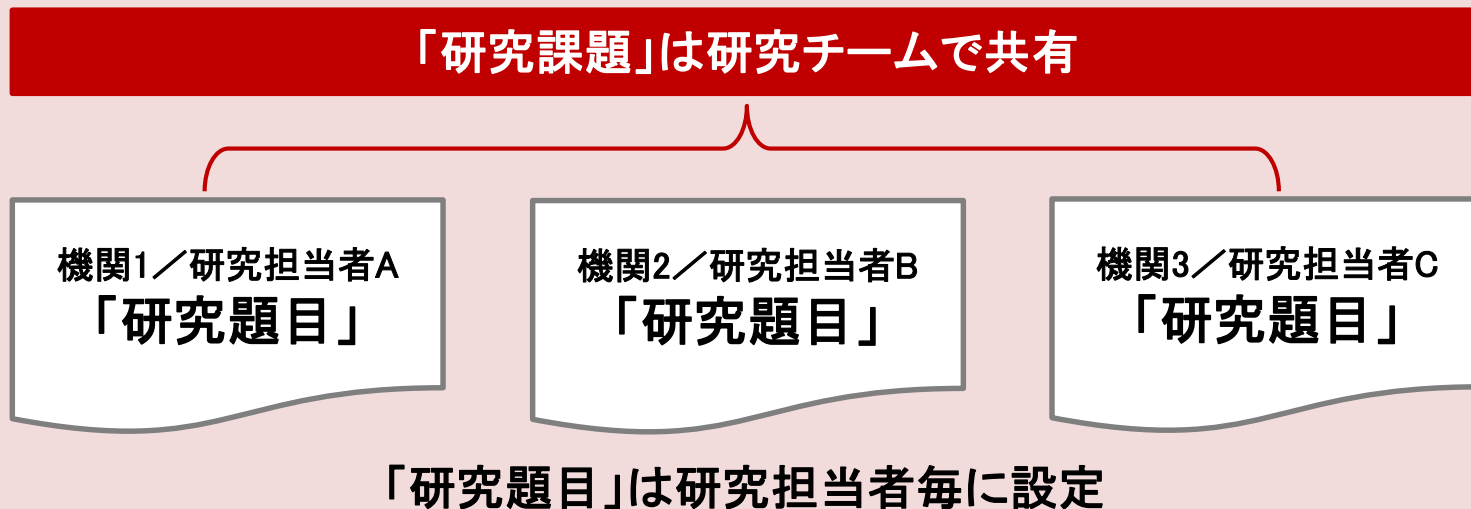 「研究課題」は研究チームで共有
機関1／研究担当者A
「研究題目」
機関2／研究担当者B
「研究題目」
機関3／研究担当者C
「研究題目」
「研究題目」は研究担当者毎に設定